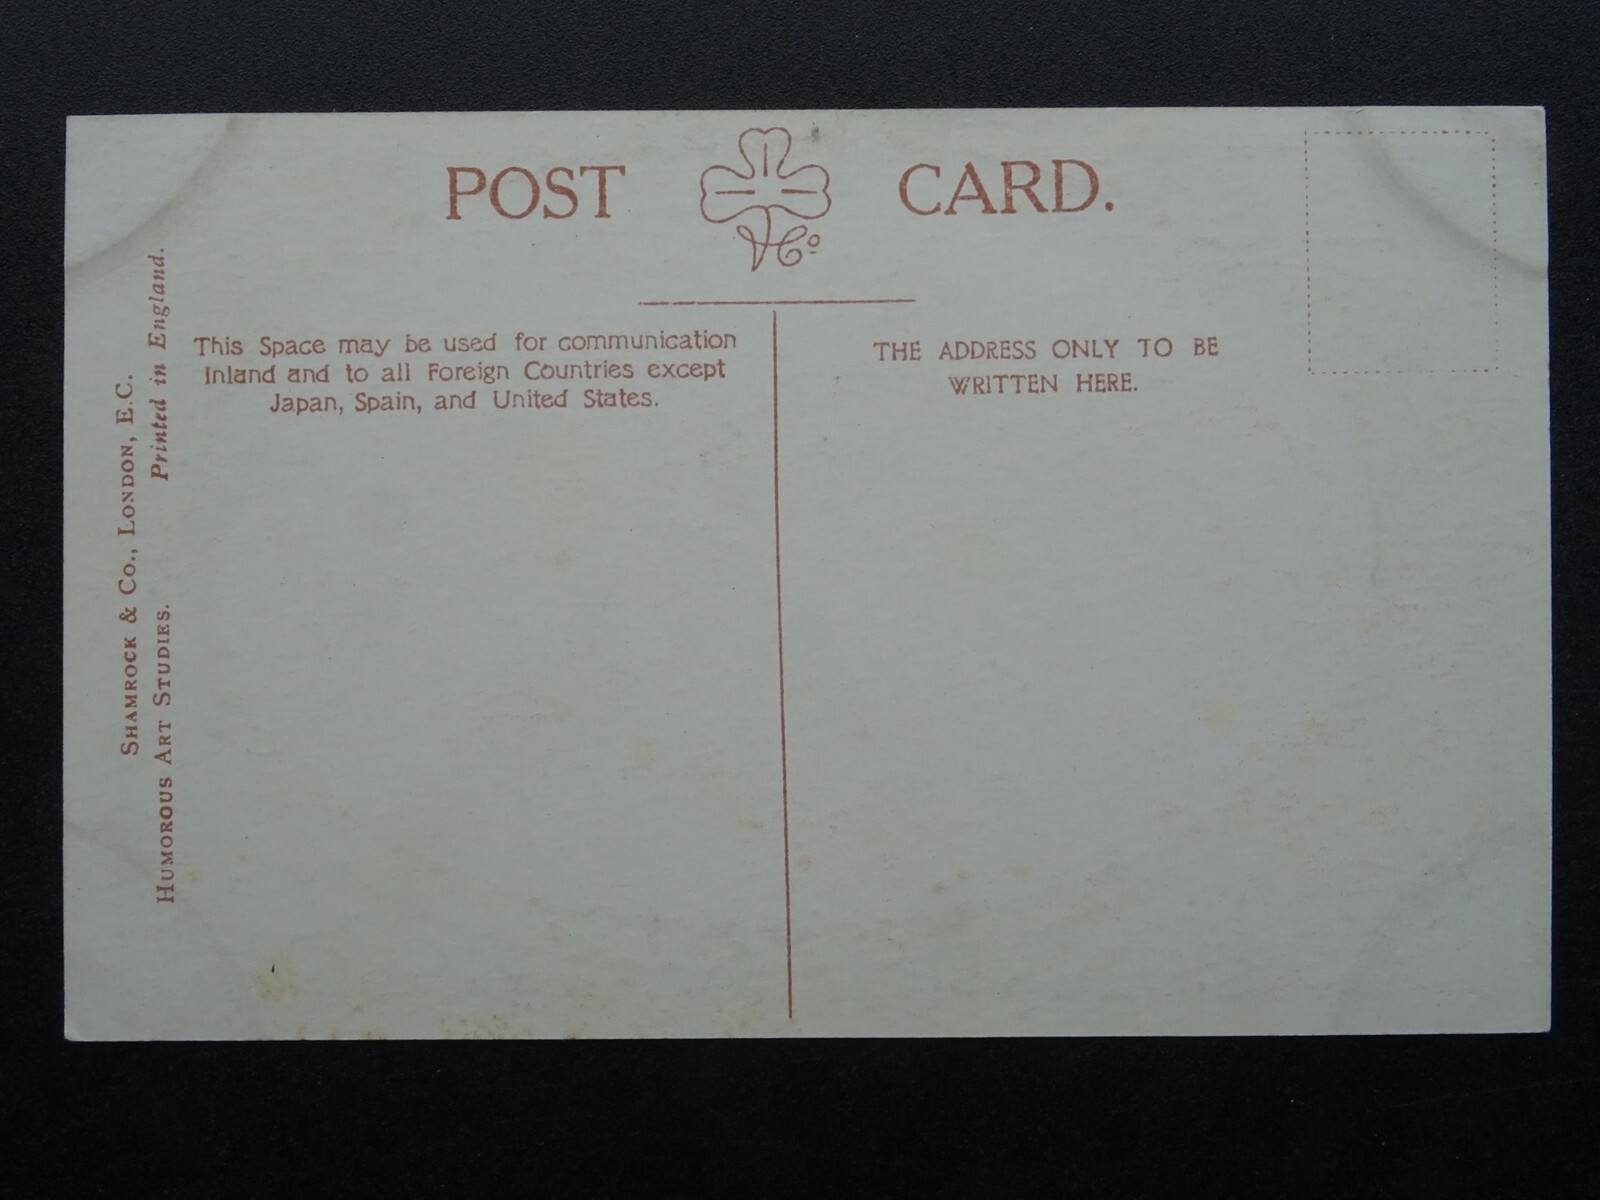 POST CARD.
& Co.
This Space may be used for communication
Inland and to all Foreign Countries except
Japan, Spain, and United States.
THE ADDRESS ONLY TO BE
WRITTEN HERE.
SHAMROCK & CO., LONDON, E.C.
HUMOROUS ART STUDIES. Printed in England.